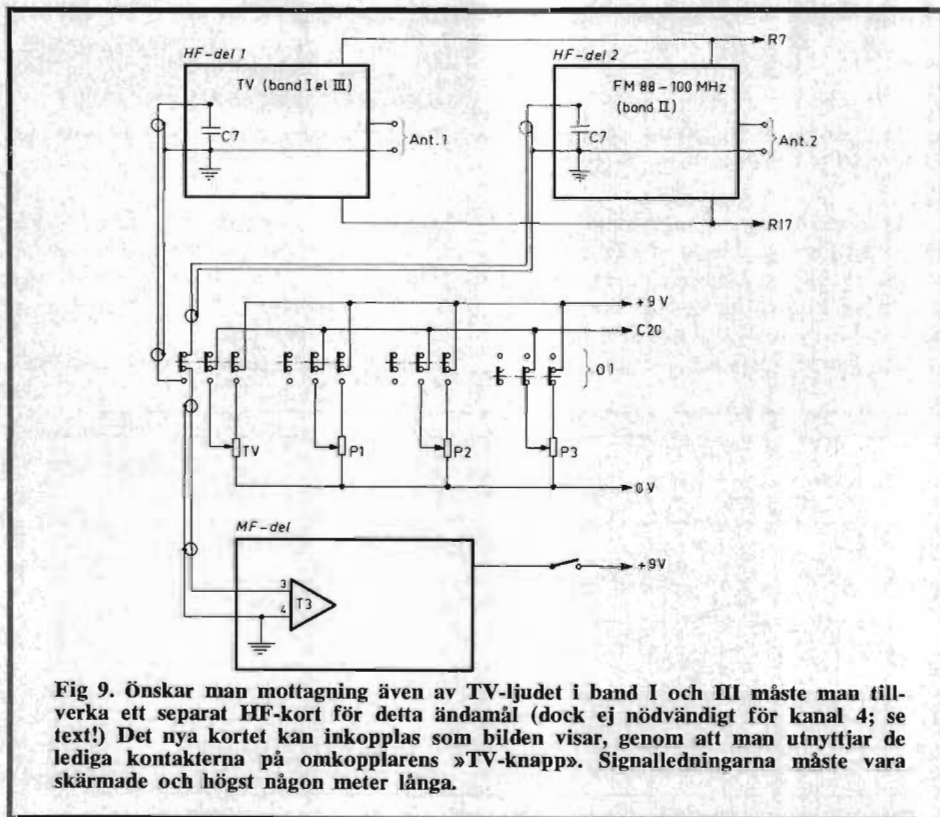 R7
HF-del 1
HF-del 2
TV (band I el III)
FM 88-100 MHz
(band II)
C7
Ant.1
C7
Ant.2
R17
+9V
C20
O1
TV
P1
P2
P3
0V
MF-del
+9V
3
T3
4
Fig 9. Önskar man mottagning även av TV-ljudet i band I och III måste man till-
verka ett separat HF-kort för detta ändamål (dock ej nödvändigt för kanal 4; se
text!) Det nya kortet kan inkopplas som bilden visar, genom att man utnyttjar de
lediga kontakterna på omkopplarens »TV-knapp». Signalledningarna måste vara
skärmade och högst någon meter långa.